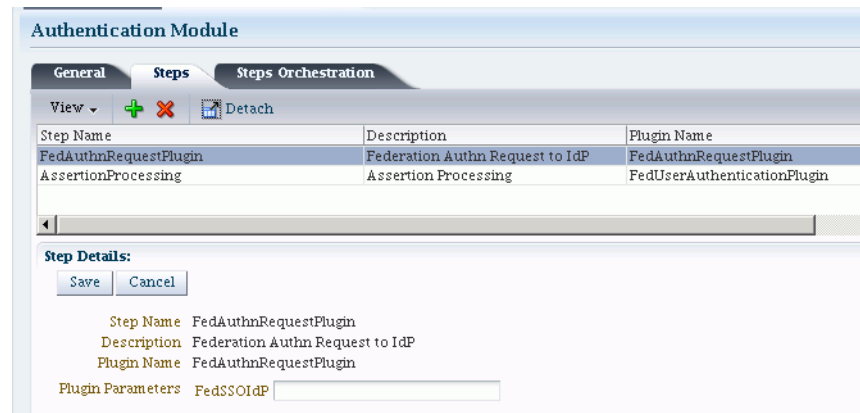 Authentication Module
General Steps Steps Orchestration
View Detach
Step Name Description Plugin Name
FedAuthnRequestPlugin Federation Authn Request to IdP FedAuthnRequestPlugin
AssertionProcessing Assertion Processing FedUserAuthenticationPlugin
Step Details:
Save Cancel
Step Name FedAuthnRequestPlugin
Description Federation Authn Request to IdP
Plugin Name FedAuthnRequestPlugin
Plugin Parameters FedSSOIdP